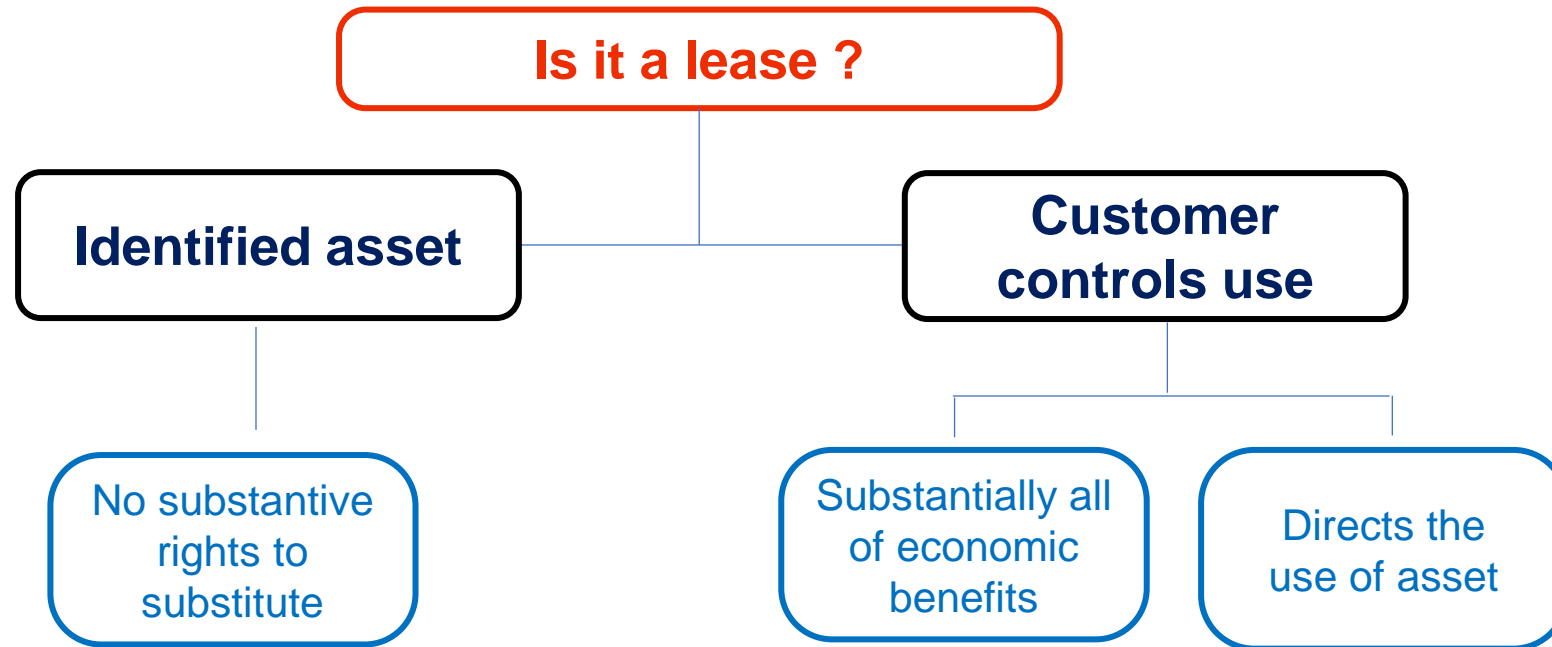 Is it a lease ?
Identified asset
Customer
controls use
No substantive
rights to
substitute
Substantially all
of economic
benefits
Directs the
use of asset